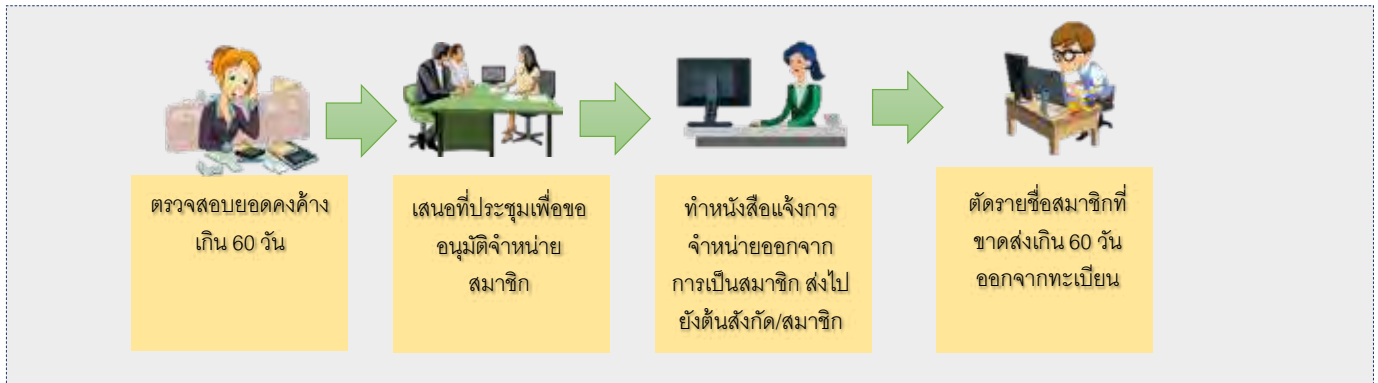 ตรวจสอบยอดคงค้าง
เกิน 60 วัน
เสนอที่ประชุมเพื่อขอ
อนุมัติจำหน่าย
สมาชิก
ทำหนังสือแจ้งการ
จำหน่ายออกจาก
การเป็นสมาชิก ส่งไป
ยังต้นสังกัด/สมาชิก
ตัดรายชื่อสมาชิกที่
ขาดส่งเกิน 60 วัน
ออกจากทะเบียน